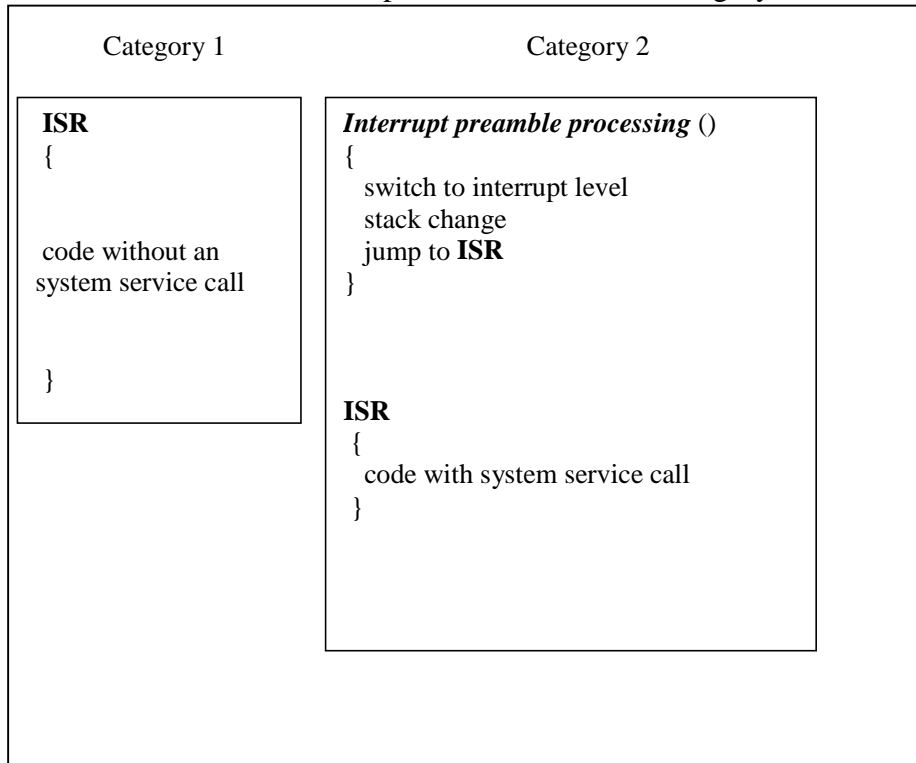 Category 1
Category 2
ISR
{
code without an
system service call
}
Interrupt preamble processing ()
{
switch to interrupt level
stack change
jump to ISR
}
ISR
{
code with system service call
}